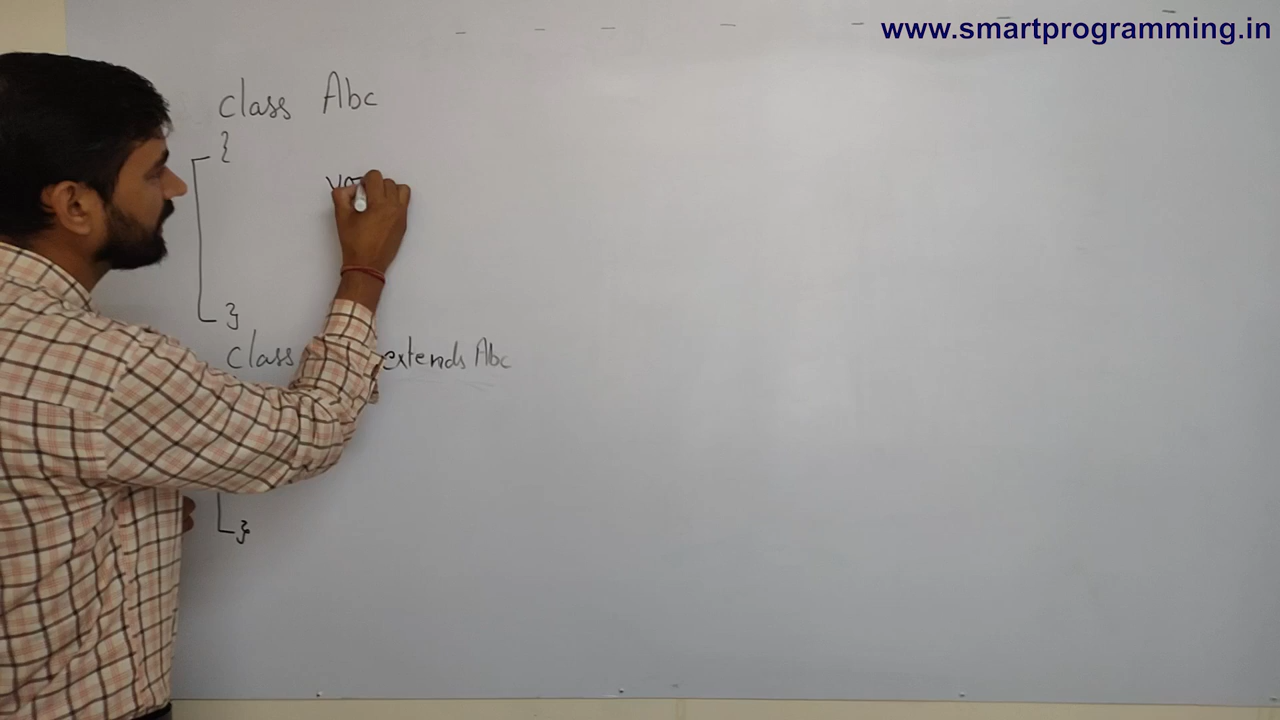 www.smartprogramming.in
class Abc
{
}
class extends Abc
}